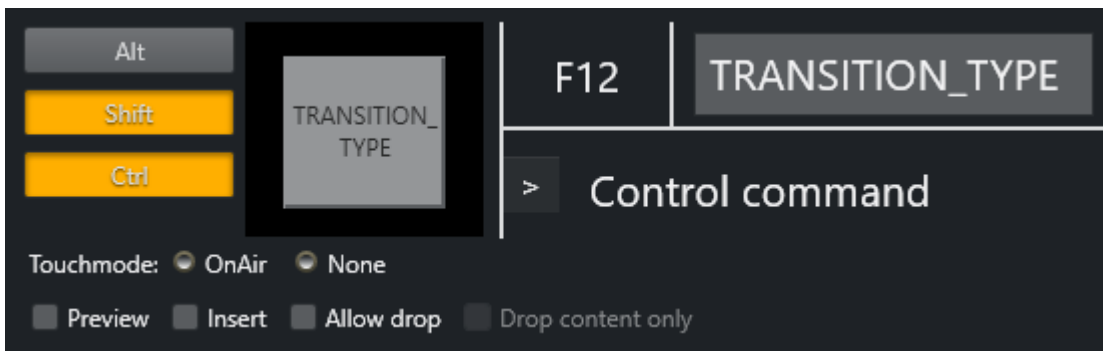 Alt
Shift
Ctrl
TRANSITION_
TYPE
F12
TRANSITION_TYPE
> Control command
Touchmode: OnAir None
Preview Insert Allow drop Drop content only